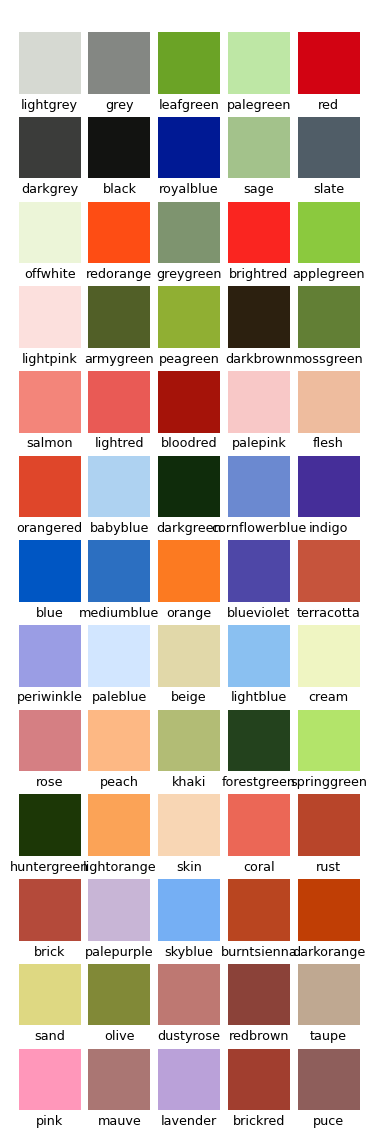 lightgrey grey leafgreen palegreen red
darkgrey black royalblue sage slate
offwhite redorange greygreen brightred applegreen
lightpink armygreen peagreen darkbrown mossgreen
salmon lightred bloodred palepink flesh
orangered babyblue darkgreen cornflowerblue indigo
blue mediumblue orange blueviolet terracotta
periwinkle paleblue beige lightblue cream
rose peach khaki forestgreen springgreen
huntergreen lightorange skin coral rust
brick palepurple skyblue burntsienna darkorange
sand olive dustyrose redbrown taupe
pink mauve lavender brickred puce